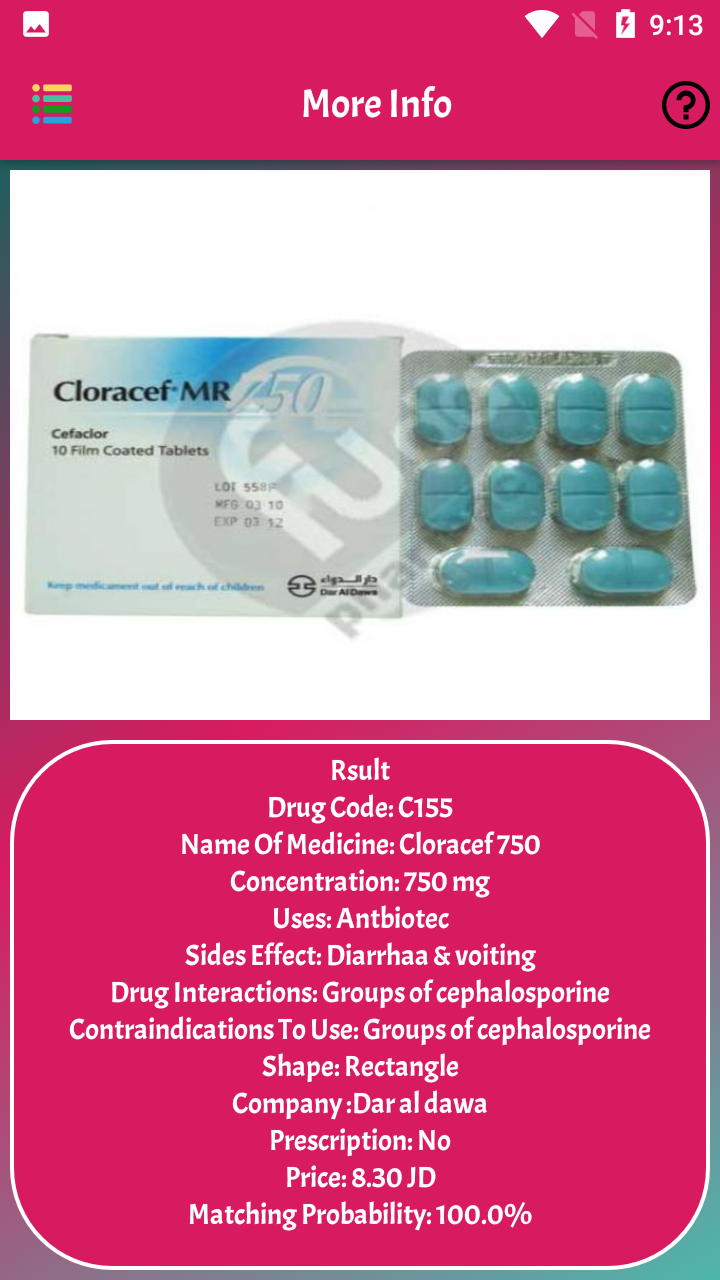 9:13
More Info
Cloracef MR 750
Cefaclor
10 Film Coated Tablets
LOT 558
MFG 03 10
EXP 03 12
Keep medicament out of reach of children
دار الدواء
Dar Al Dawa
Rsult
Drug Code: C155
Name Of Medicine: Cloracef 750
Concentration: 750 mg
Uses: Antbiotec
Sides Effect: Diarrhaa & voiting
Drug Interactions: Groups of cephalosporine
Contraindications To Use: Groups of cephalosporine
Shape: Rectangle
Company :Dar al dawa
Prescription: No
Price: 8.30 JD
Matching Probability: 100.0%